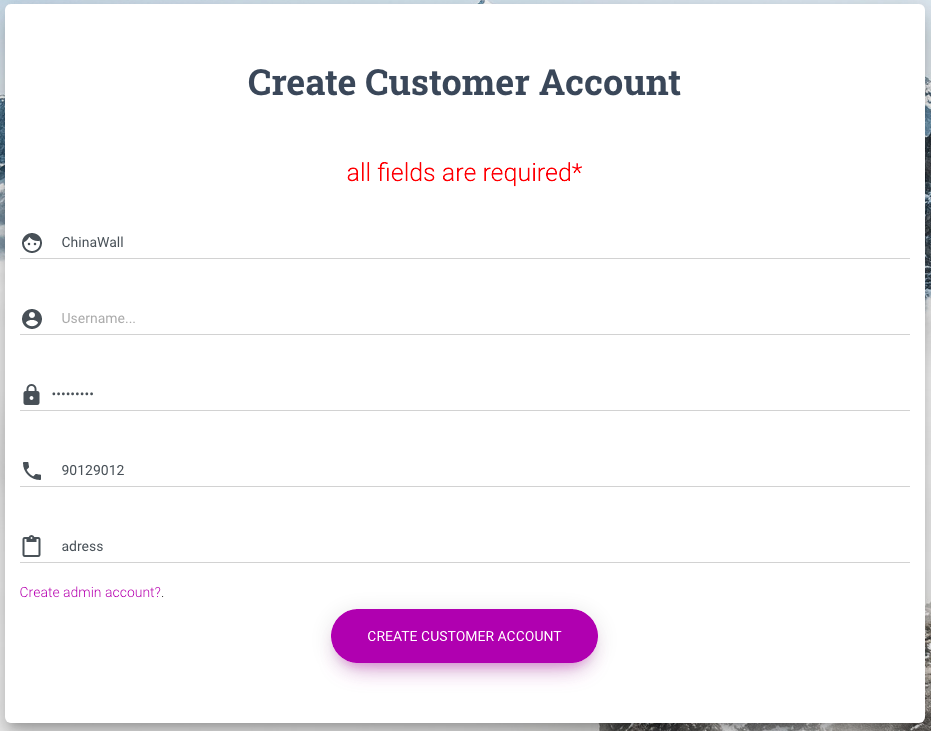 Create Customer Account
all fields are required*
ChinaWall
Username...
•••••••••
90129012
adress
Create admin account?.
CREATE CUSTOMER ACCOUNT